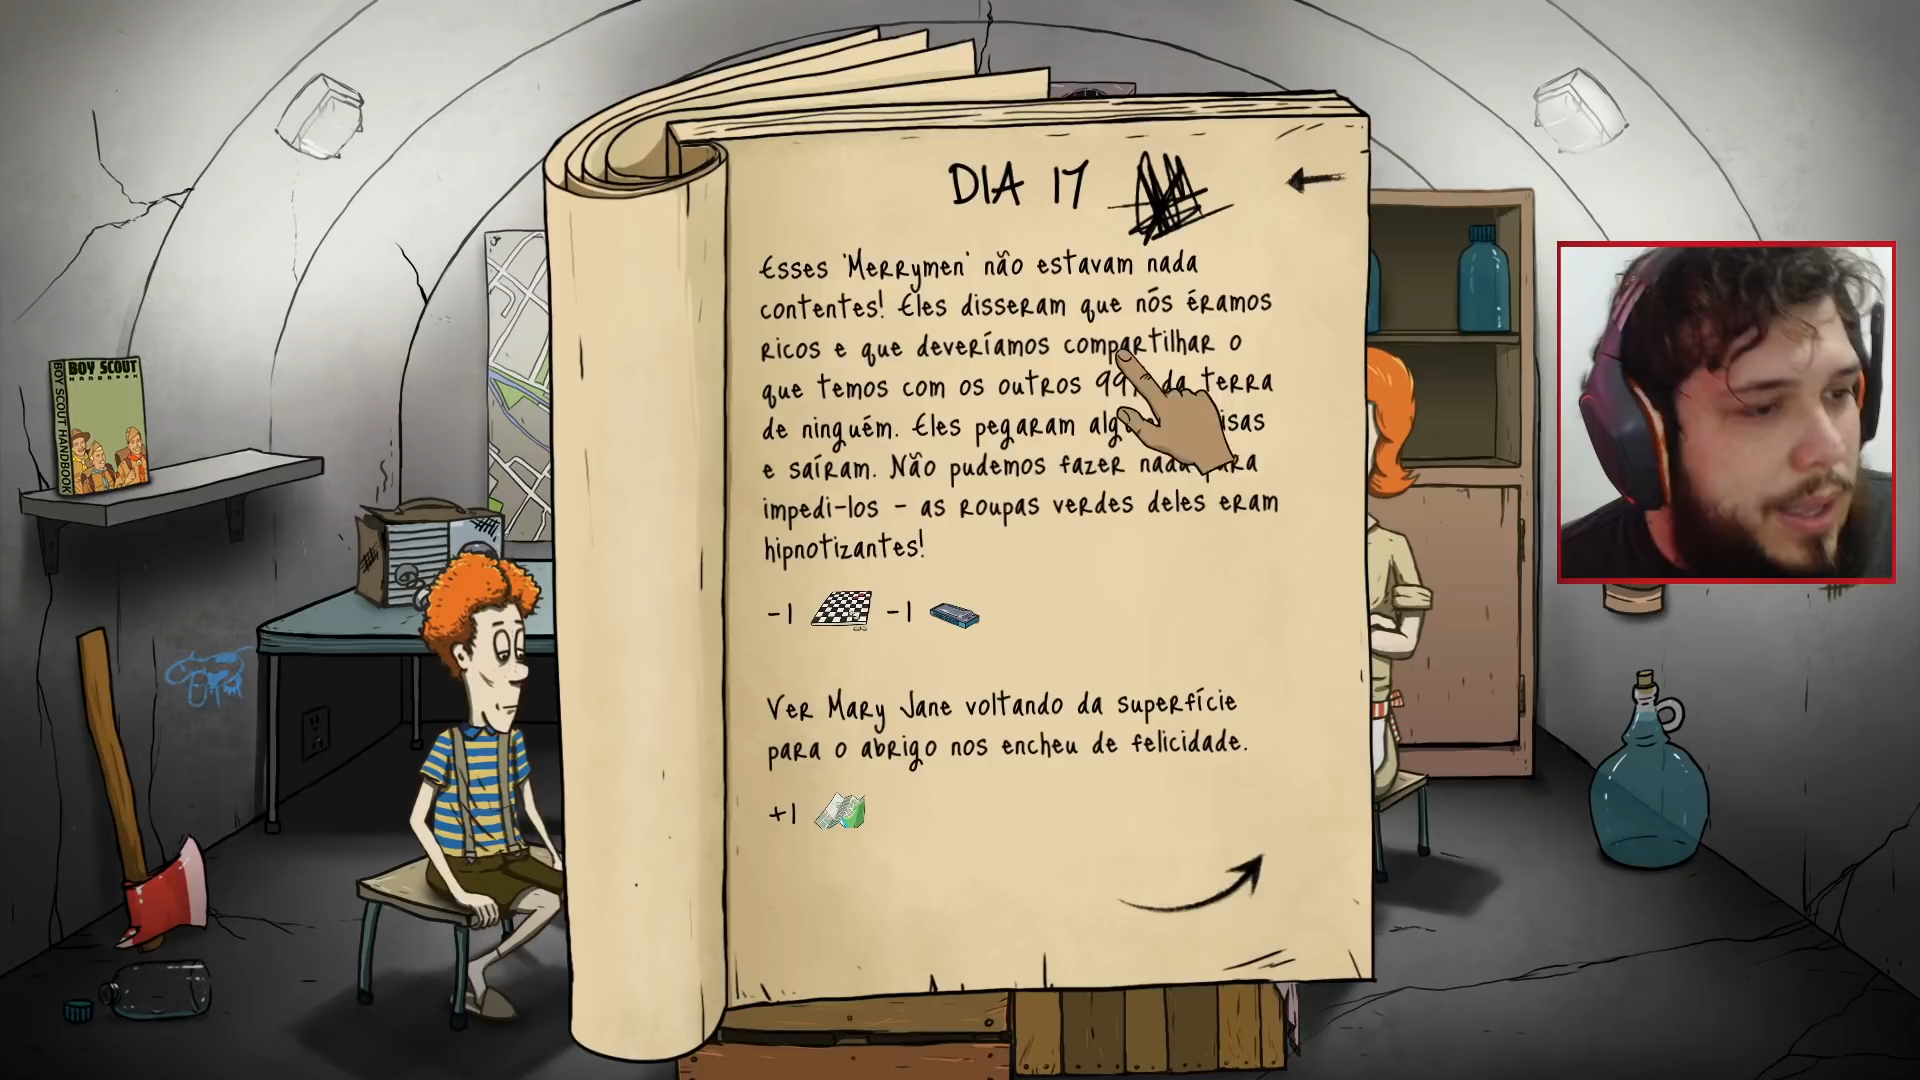 DIA 17
Esses 'Merrymen' não estavam nada
contentes! Eles disseram que nós éramos
ricos e que deveríamos compartilhar o
que temos com os outros da terra
de ninguém. Eles pegaram
e saíram. Não pudemos fazer nada para
impedi-los - as roupas verdes deles eram
hipnotizantes!
-1 -1
Ver Mary Jane voltando da superfície
para o abrigo nos encheu de felicidade.
+1
BOY SCOUT
HANDBOOK
BOY SCOUT HANDBOOK